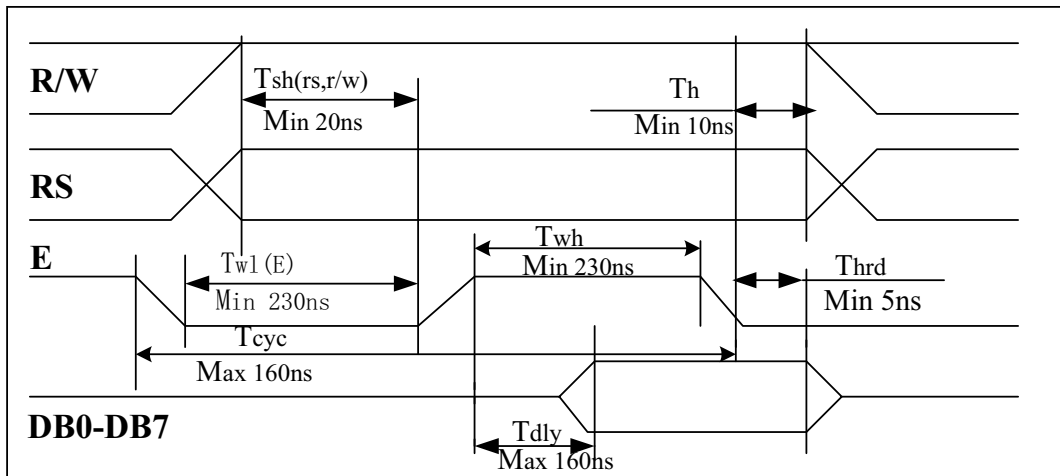 R/W
Tsh(rs,r/w)
Min 20ns
Th
Min 10ns
RS
E
Twl(E)
Min 230ns
Twh
Min 230ns
Thrd
Min 5ns
Tcyc
Max 160ns
DB0-DB7
Tdly
Max 160ns